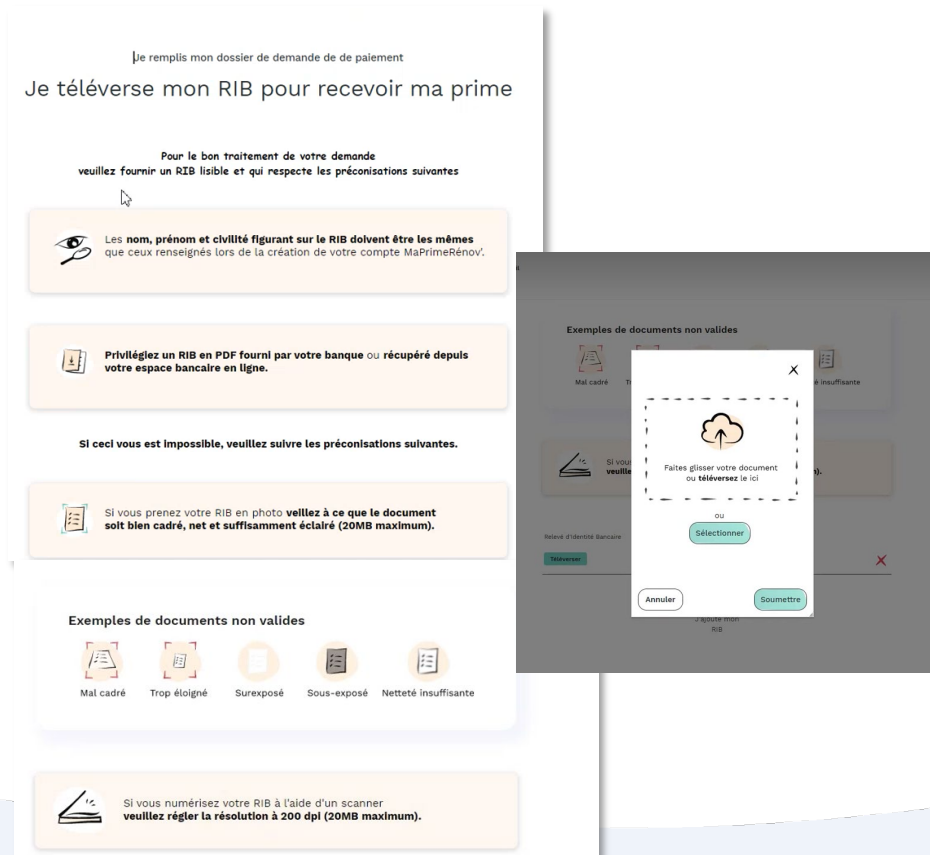 Je remplis mon dossier de demande de de paiement
Je téléverse mon RIB pour recevoir ma prime
Pour le bon traitement de votre demande
veuillez fournir un RIB lisible et qui respecte les préconisations suivantes
Les nom, prénom et civilité figurant sur le RIB doivent être les mêmes
que ceux renseignés lors de la création de votre compte MaPrimeRénov'.
Privilégiez un RIB en PDF fourni par votre banque ou récupéré depuis
votre espace bancaire en ligne.
Si ceci vous est impossible, veuillez suivre les préconisations suivantes.
Si vous prenez votre RIB en photo veillez à ce que le document
soit bien cadré, net et suffisamment éclairé (20MB maximum).
Exemples de documents non valides
Mal cadré Trop éloigné Surexposé Sous-exposé Netteté insuffisante
Si vous numérisez votre RIB à l'aide d'un scanner
veuillez régler la résolution à 200 dpi (20MB maximum).
Exemples de documents non valides
Mal cadré
insuffisante
Si vous
Faites glisser votre document
ou téléversez le ici
ou
Sélectionner
Relevé d'Identité Bancaire
Téléverser
Annuler
Soumettre
J'ajoute mon
RIB